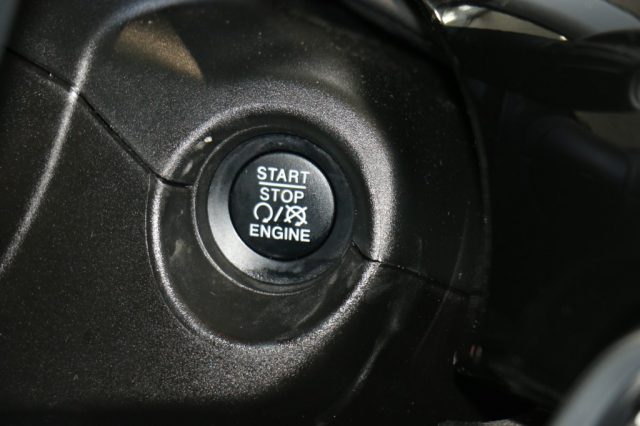 START
STOP
/
ENGINE